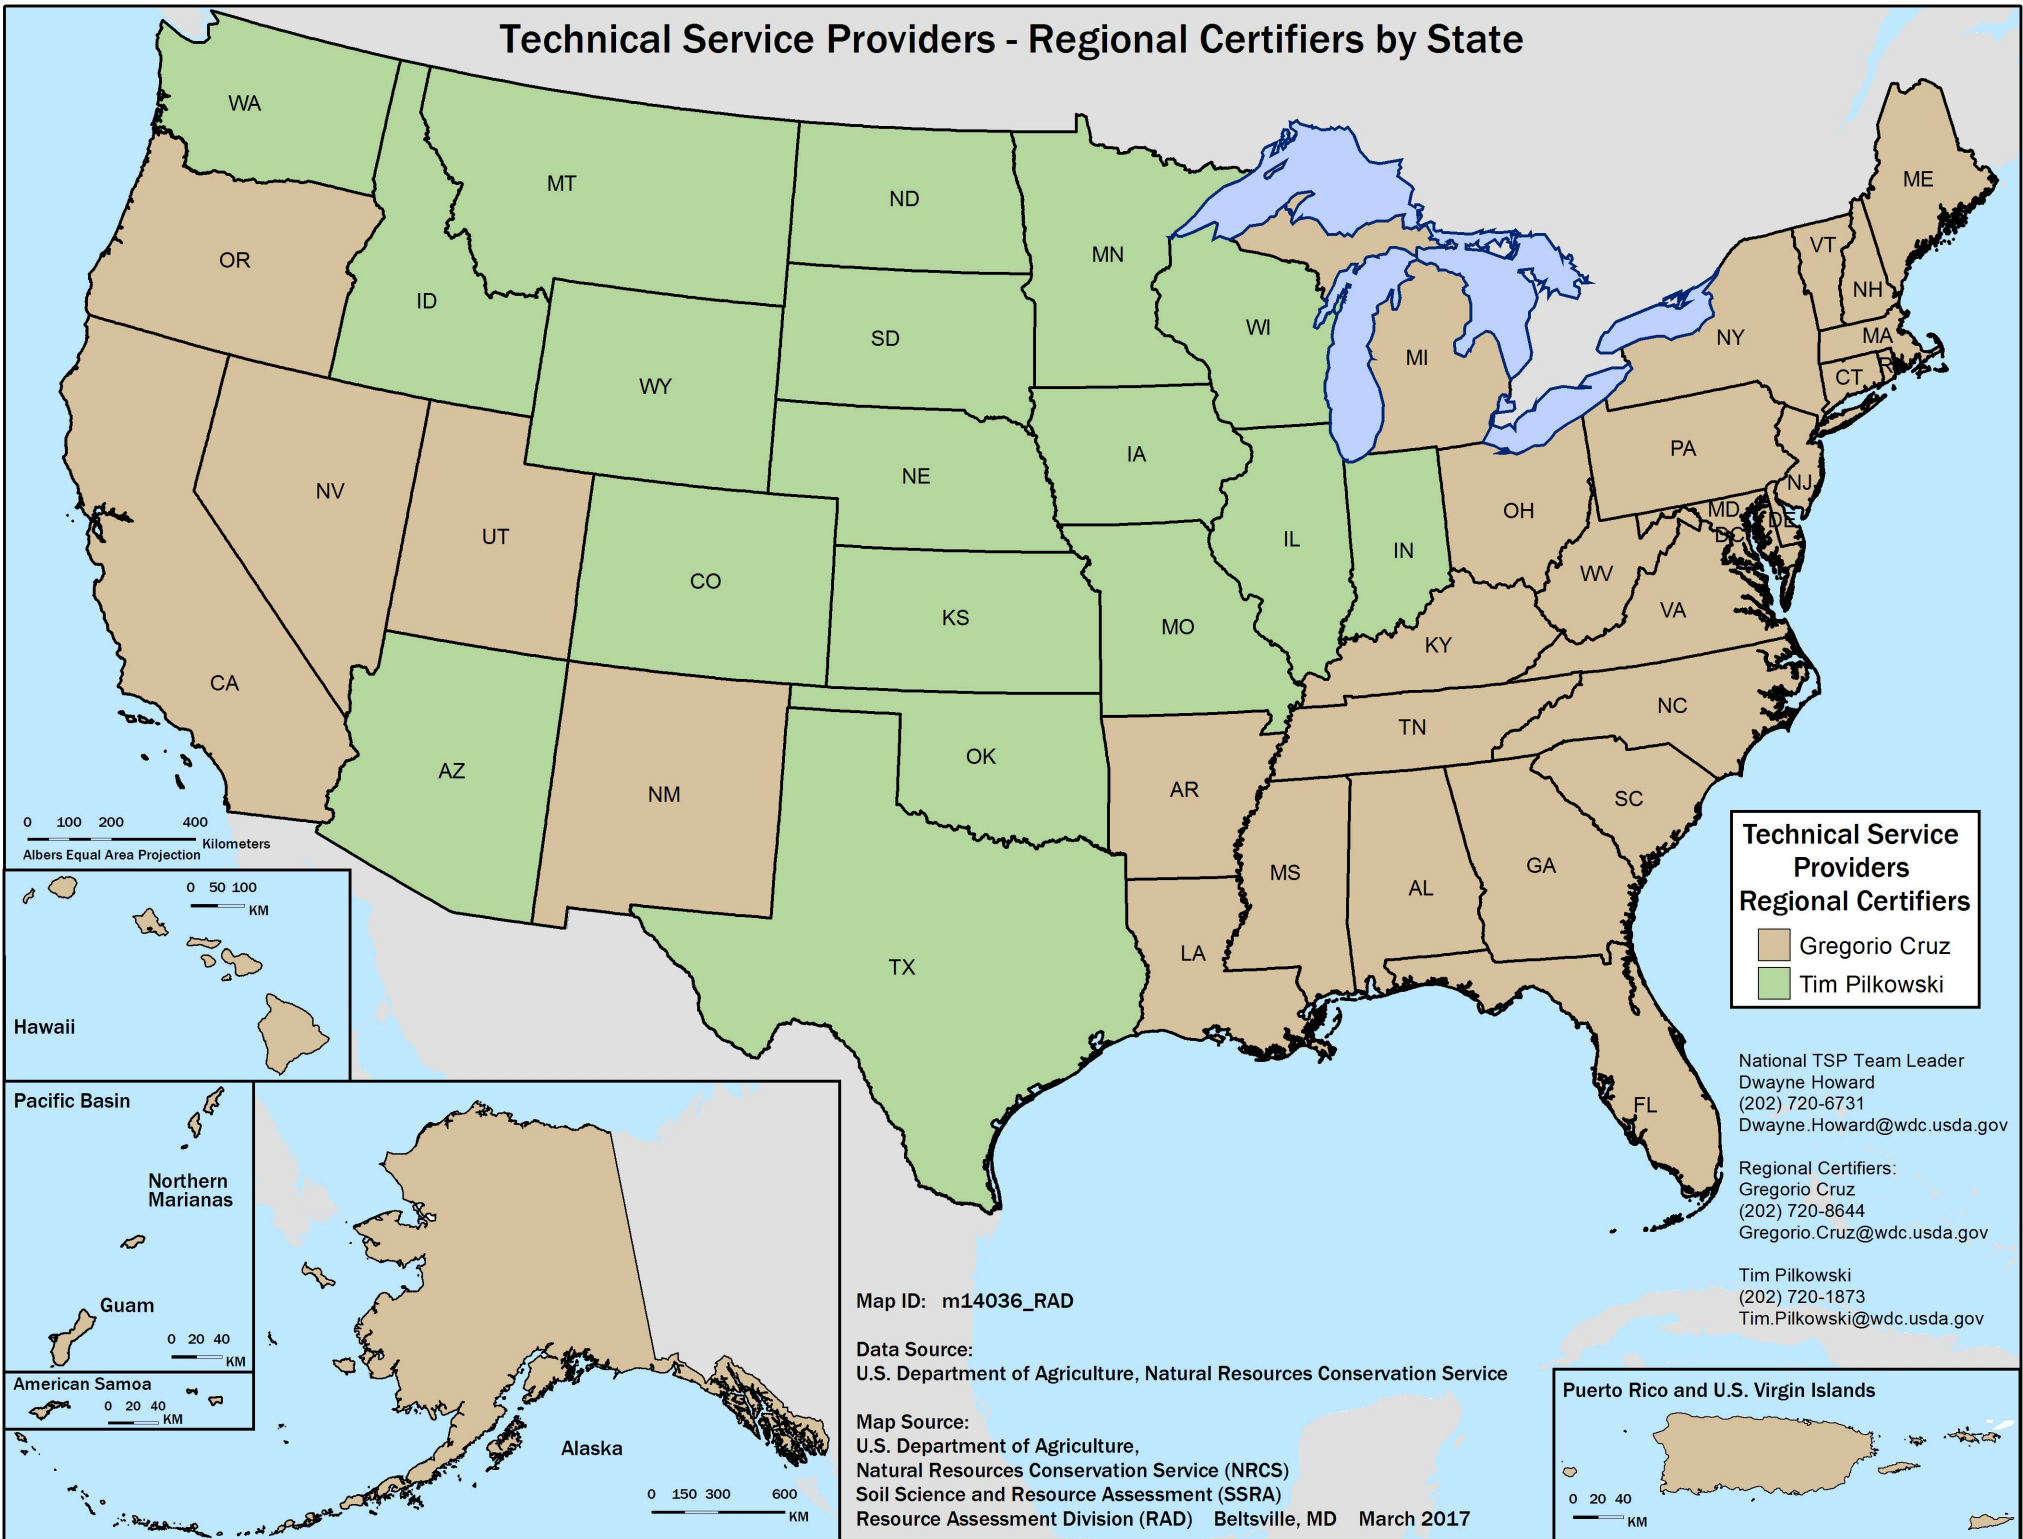 Technical Service Providers - Regional Certifiers by State
WA
MT
ND
MN
ME
OR
ID
SD
WI
MI
VT
NH
NY
MA
RI
CT
WY
NE
IA
PA
NJ
NV
UT
CO
KS
MO
IL
IN
OH
MD
DC
DE
WV
VA
KY
CA
AZ
NM
OK
AR
TN
NC
SC
TX
LA
MS
AL
GA
FL
0 100 200 400
Kilometers
Albers Equal Area Projection
0 50 100
KM
Hawaii
Pacific Basin
Northern
Marianas
Guam
0 20 40
KM
American Samoa
0 20 40
KM
Alaska
0 150 300 600
KM
Technical Service
Providers
Regional Certifiers
Gregorio Cruz
Tim Pilkowski
National TSP Team Leader
Dwayne Howard
(202) 720-6731
Dwayne.Howard@wdc.usda.gov
Regional Certifiers:
Gregorio Cruz
(202) 720-8644
Gregorio.Cruz@wdc.usda.gov
Tim Pilkowski
(202) 720-1873
Tim.Pilkowski@wdc.usda.gov
Map ID: m14036_RAD
Data Source:
U.S. Department of Agriculture, Natural Resources Conservation Service
Map Source:
U.S. Department of Agriculture,
Natural Resources Conservation Service (NRCS)
Soil Science and Resource Assessment (SSRA)
Resource Assessment Division (RAD) Beltsville, MD March 2017
Puerto Rico and U.S. Virgin Islands
0 20 40
KM